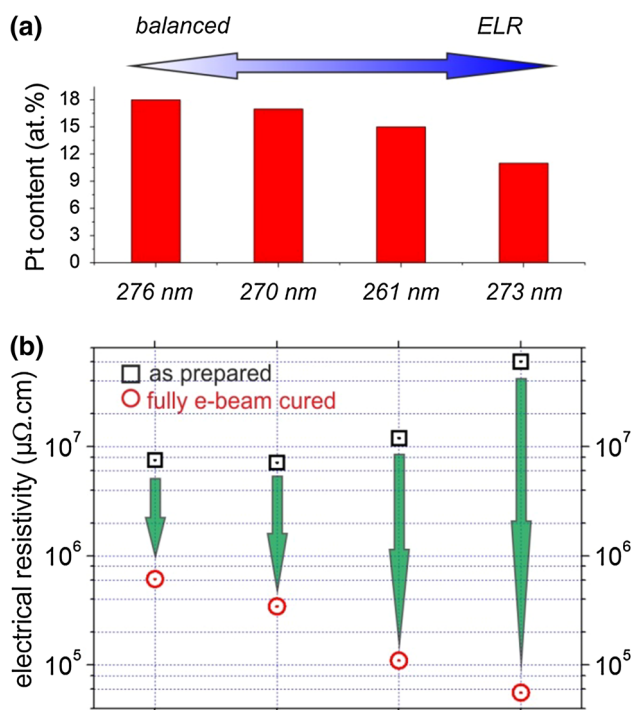 (a)
balanced ELR
Pt content (at.%)
18
15
12
9
6
3
0
276 nm 270 nm 261 nm 273 nm
(b)
electrical resistivity (μΩ.cm)
as prepared
fully e-beam cured
10⁷ 10⁷
10⁶ 10⁶
10⁵ 10⁵